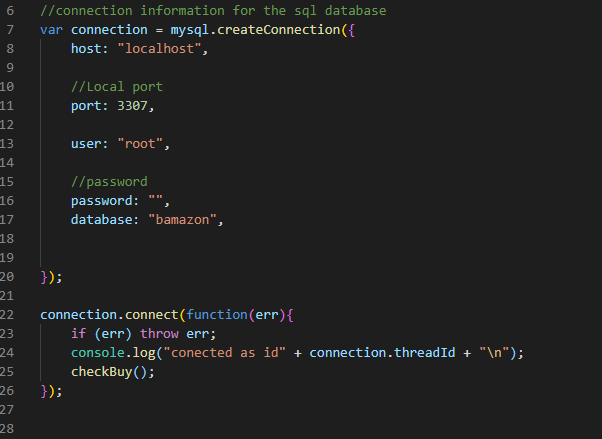 6 //connection information for the sql database
7 var connection = mysql.createConnection({
8 host: "localhost",
9
10 //Local port
11 port: 3307,
12
13 user: "root",
14
15 //password
16 password: "",
17 database: "bamazon",
18
19
20 });
21
22 connection.connect(function(err){
23 if (err) throw err;
24 console.log("conected as id" + connection.threadId + "\n");
25 checkBuy();
26 });
27
28